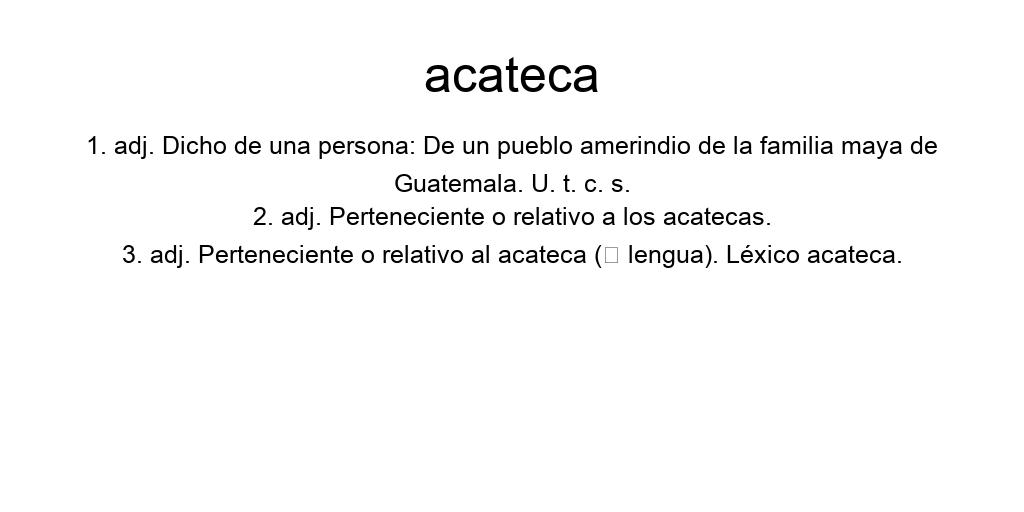 acateca
1. adj. Dicho de una persona: De un pueblo amerindio de la familia maya de
Guatemala. U. t. c. s.
2. adj. Perteneciente o relativo a los acatecas.
3. adj. Perteneciente o relativo al acateca (□ lengua). Léxico acateca.